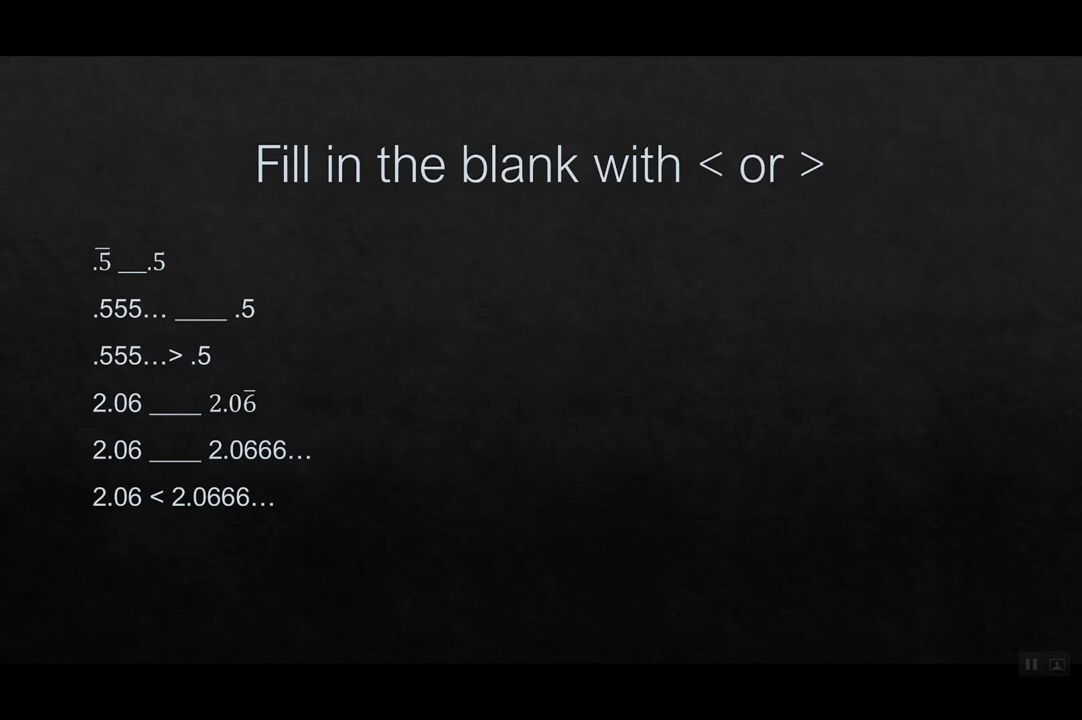 Fill in the blank with < or >
.5̅ __.5
.555… ____ .5
.555…> .5
2.06 ____ 2.06̅
2.06 ____ 2.0666…
2.06 < 2.0666…